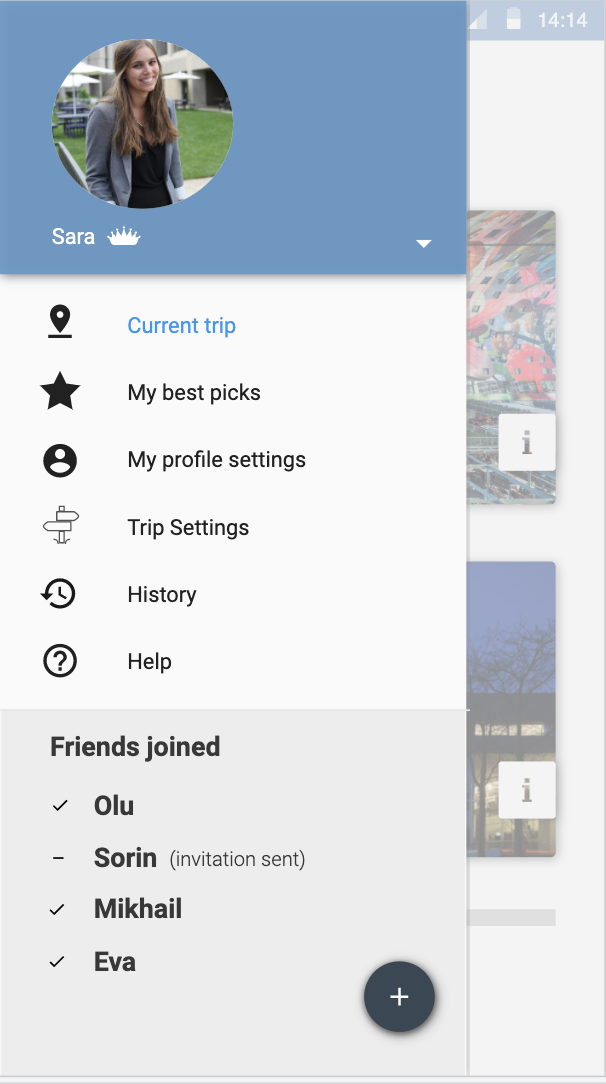 14:14
Sara
Current trip
My best picks
My profile settings
Trip Settings
History
? Help
Friends joined
Olu
Sorin (invitation sent)
Mikhail
Eva
+
i
i